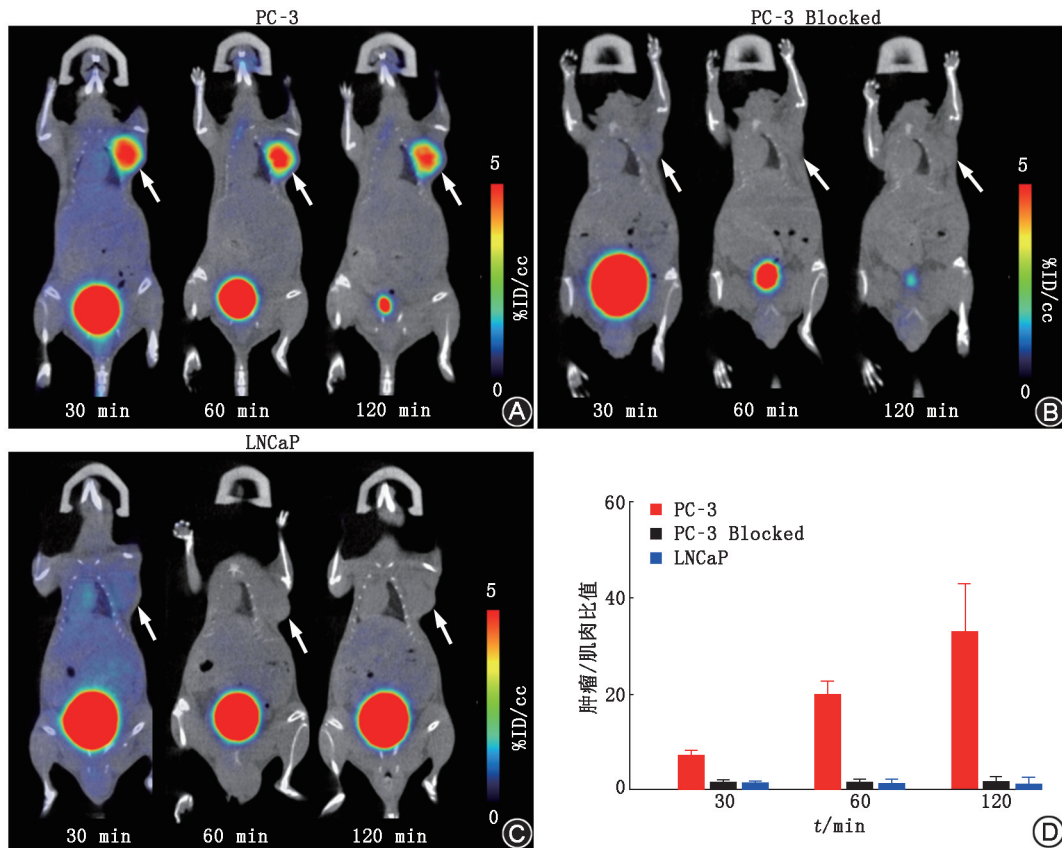 PC-3
5
%ID/cc
0
30 min
60 min
120 min
A
PC-3 Blocked
5
%ID/cc
0
30 min
60 min
120 min
B
LNCaP
5
%ID/cc
0
30 min
60 min
120 min
C
60
40
20
0
肿瘤/肌肉比值
PC-3
PC-3 Blocked
LNCaP
30
60
120
t/min
D